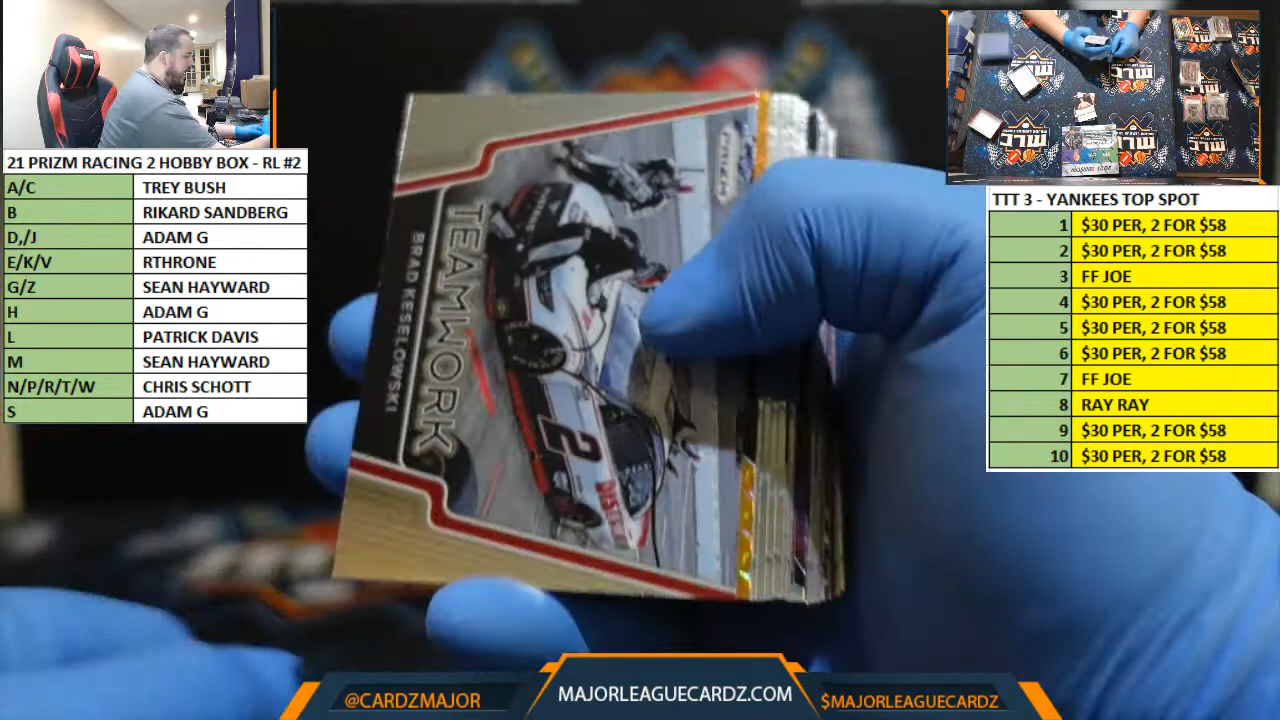 21 PRIZM RACING 2 HOBBY BOX - RL #2
A/C TREY BUSH
B RIKARD SANDBERG
D,/J ADAM G
E/K/V RTHRONE
G/Z SEAN HAYWARD
H ADAM G
L PATRICK DAVIS
M SEAN HAYWARD
N/P/R/T/W CHRIS SCHOTT
S ADAM G
PRIZM
TEAMWORK
BRAD KESELOWSKI
2
TTT 3 - YANKEES TOP SPOT
1 $30 PER, 2 FOR $58
2 $30 PER, 2 FOR $58
3 FF JOE
4 $30 PER, 2 FOR $58
5 $30 PER, 2 FOR $58
6 $30 PER, 2 FOR $58
7 FF JOE
8 RAY RAY
9 $30 PER, 2 FOR $58
10 $30 PER, 2 FOR $58
@CARDZMAJOR
MAJORLEAGUECARDZ.COM
$MAJORLEAGUECARDZ